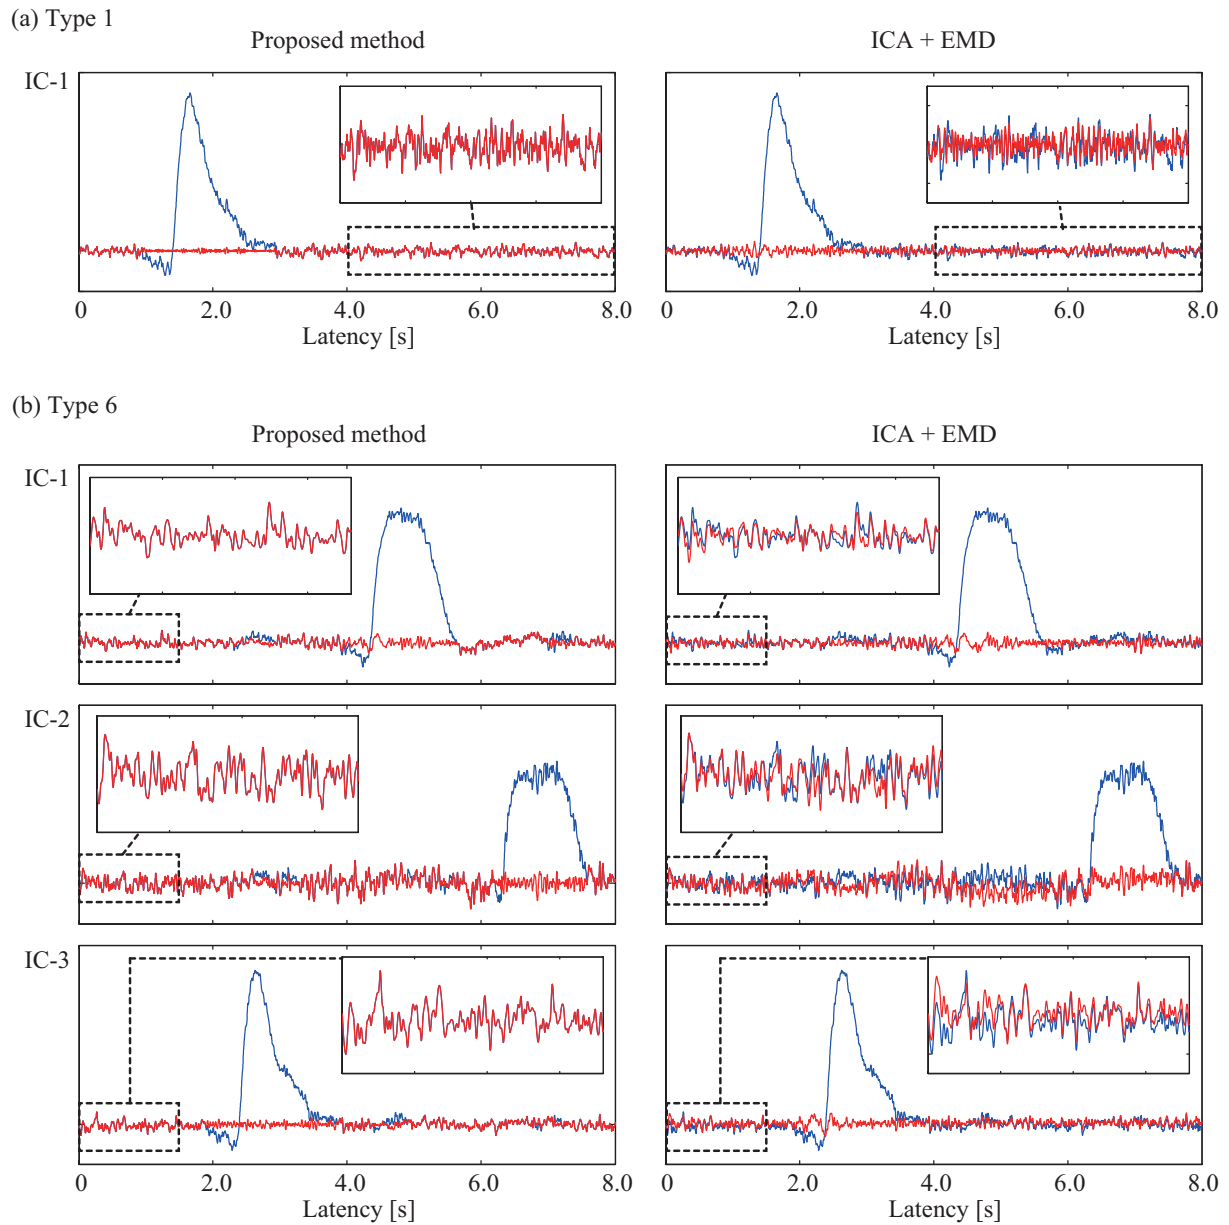 (a) Type 1
Proposed method
ICA + EMD
IC-1
0 2.0 4.0 6.0 8.0
Latency [s]
0 2.0 4.0 6.0 8.0
Latency [s]
(b) Type 6
Proposed method
ICA + EMD
IC-1
IC-2
IC-3
0 2.0 4.0 6.0 8.0
Latency [s]
0 2.0 4.0 6.0 8.0
Latency [s]